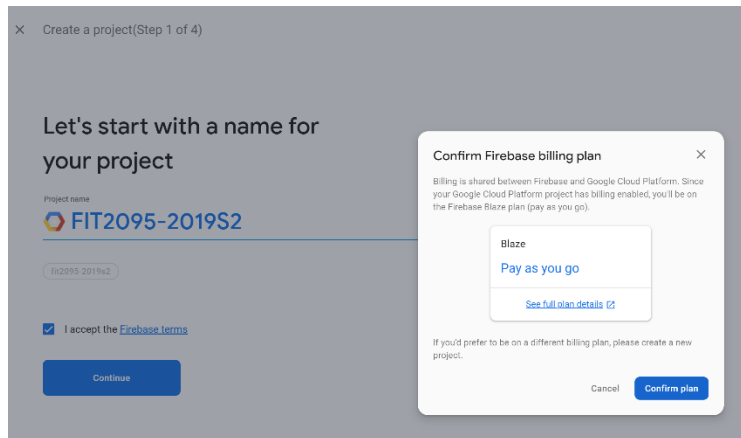 Create a project(Step 1 of 4)
Let's start with a name for
your project
Project name
FIT2095-2019S2
fit2095-2019s2
I accept the Firebase terms
Continue
Confirm Firebase billing plan
Billing is shared between Firebase and Google Cloud Platform. Since
your Google Cloud Platform project has billing enabled, you'll be on
the Firebase Blaze plan (pay as you go).
Blaze
Pay as you go
See full plan details
If you'd prefer to be on a different billing plan, please create a new
project.
Cancel
Confirm plan